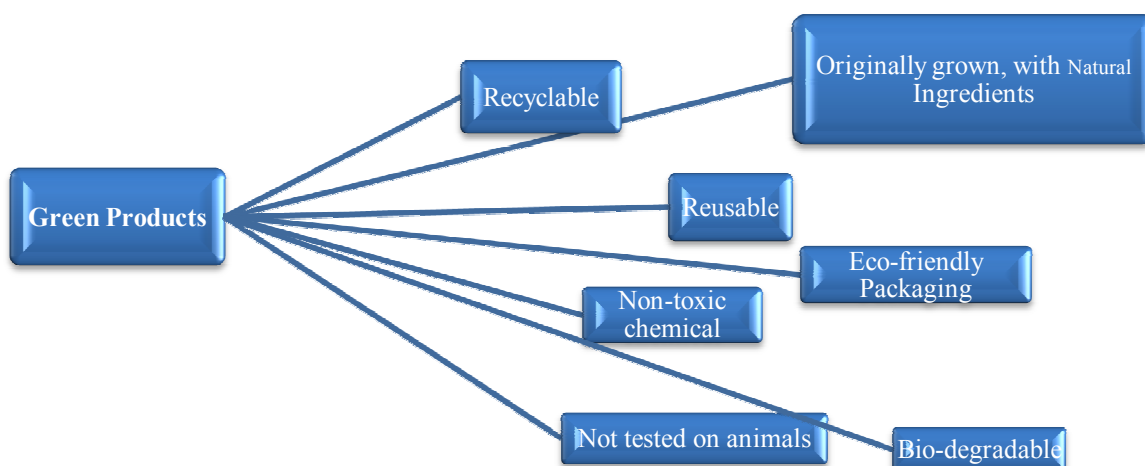 Originally grown, with Natural
Ingredients
Recyclable
Green Products
Reusable
Eco-friendly
Packaging
Non-toxic
chemical
Not tested on animals
Bio-degradable